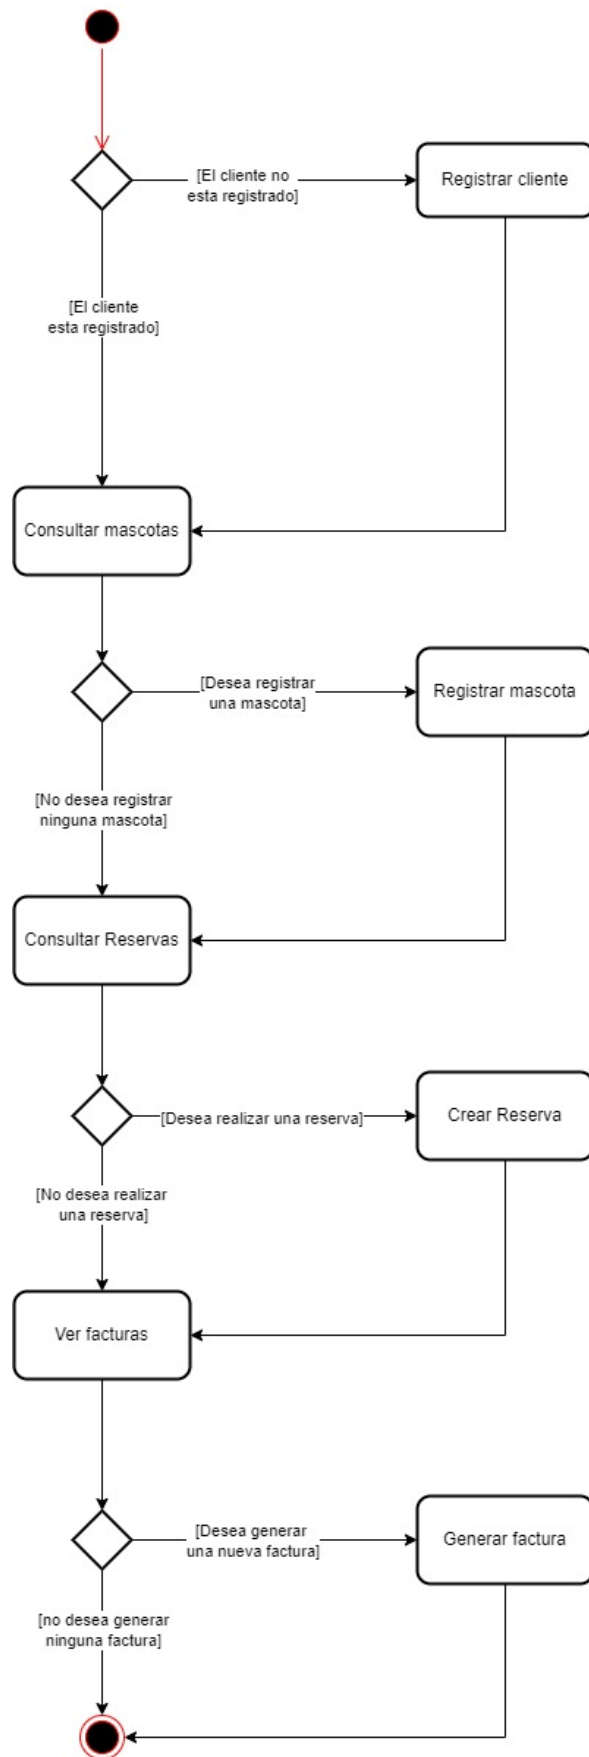 [El cliente no
esta registrado]
Registrar cliente
[El cliente
esta registrado]
Consultar mascotas
[Desea registrar
una mascota]
Registrar mascota
[No desea registrar
ninguna mascota]
Consultar Reservas
[Desea realizar una reserva]
Crear Reserva
[No desea realizar
una reserva]
Ver facturas
[Desea generar
una nueva factura]
Generar factura
[no desea generar
ninguna factura]